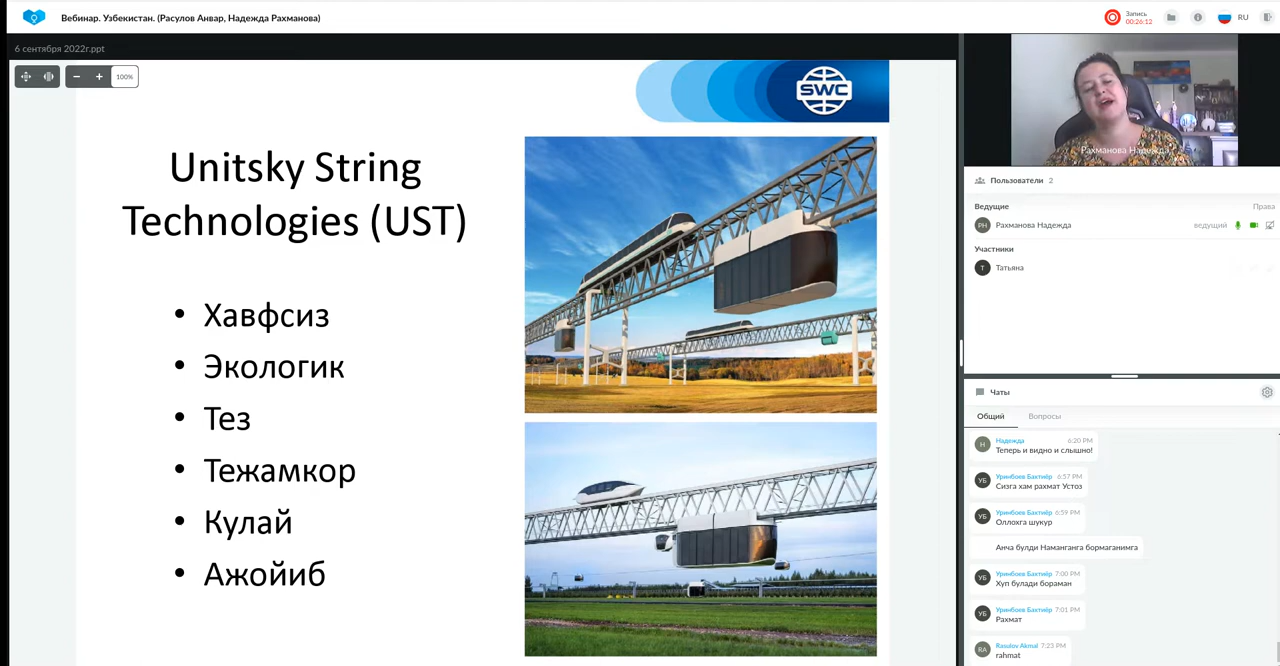 Вебинар. Узбекистан. (Расулов Анвар, Надежда Рахманова)
Запись
00:26:12
RU
6 сентября 2022г.ppt
100%
SWC
Unitsky String
Technologies (UST)
• Хавфсиз
• Экологик
• Тез
• Тежамкор
• Кулай
• Ажойиб
Рахманова Надежда
Пользователи 2
Ведущие Права
РН Рахманова Надежда ведущий
Участники
Т Татьяна
Чаты
Общий Вопросы
Н Надежда 6:20 PM
Теперь и видно и слышно!
УБ Уринбоев Бахтиёр 6:57 PM
Сизга хам рахмат Устоз
УБ Уринбоев Бахтиёр 6:59 PM
Оллохга шукур
Анча булди Наманганга бормаганимга
УБ Уринбоев Бахтиёр 7:00 PM
Хуп булади бораман
УБ Уринбоев Бахтиёр 7:01 PM
Рахмат
RA Rasulov Akmal 7:23 PM
rahmat